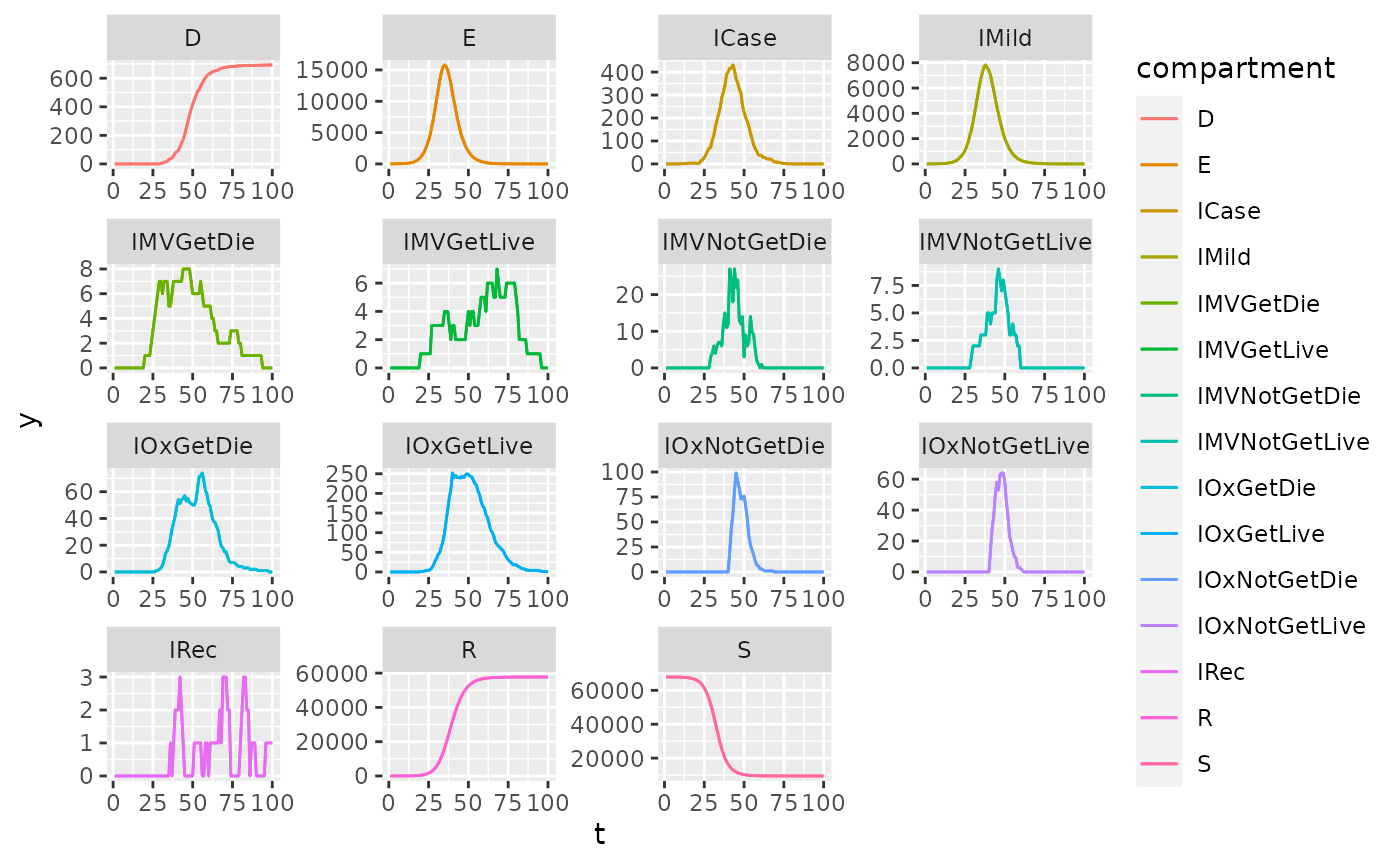 D
E
ICase
IMild
600
400
200
0
15000
10000
5000
0
400
300
200
100
0
8000
6000
4000
2000
0
0 25 50 75 100
0 25 50 75 100
0 25 50 75 100
0 25 50 75 100
IMVGetDie
IMVGetLive
IMVNotGetDie
IMVNotGetLive
8
6
4
2
0
6
4
2
0
20
10
0
7.5
5.0
2.5
0.0
0 25 50 75 100
0 25 50 75 100
0 25 50 75 100
0 25 50 75 100
IOxGetDie
IOxGetLive
IOxNotGetDie
IOxNotGetLive
60
40
20
0
250
200
150
100
50
0
100
75
50
25
0
60
40
20
0
0 25 50 75 100
0 25 50 75 100
0 25 50 75 100
0 25 50 75 100
IRec
R
S
3
2
1
0
60000
40000
20000
0
60000
40000
20000
0 25 50 75 100
0 25 50 75 100
0 25 50 75 100
y
t
compartment
D
E
ICase
IMild
IMVGetDie
IMVGetLive
IMVNotGetDie
IMVNotGetLive
IOxGetDie
IOxGetLive
IOxNotGetDie
IOxNotGetLive
IRec
R
S